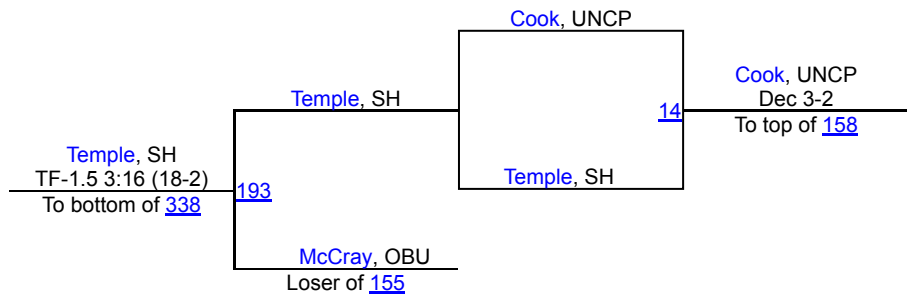 Cook, UNCP
Temple, SH
14
Cook, UNCP
Dec 3-2
To top of 158
Temple, SH
TF-1.5 3:16 (18-2)
To bottom of 338
193
Temple, SH
McCray, OBU
Loser of 155